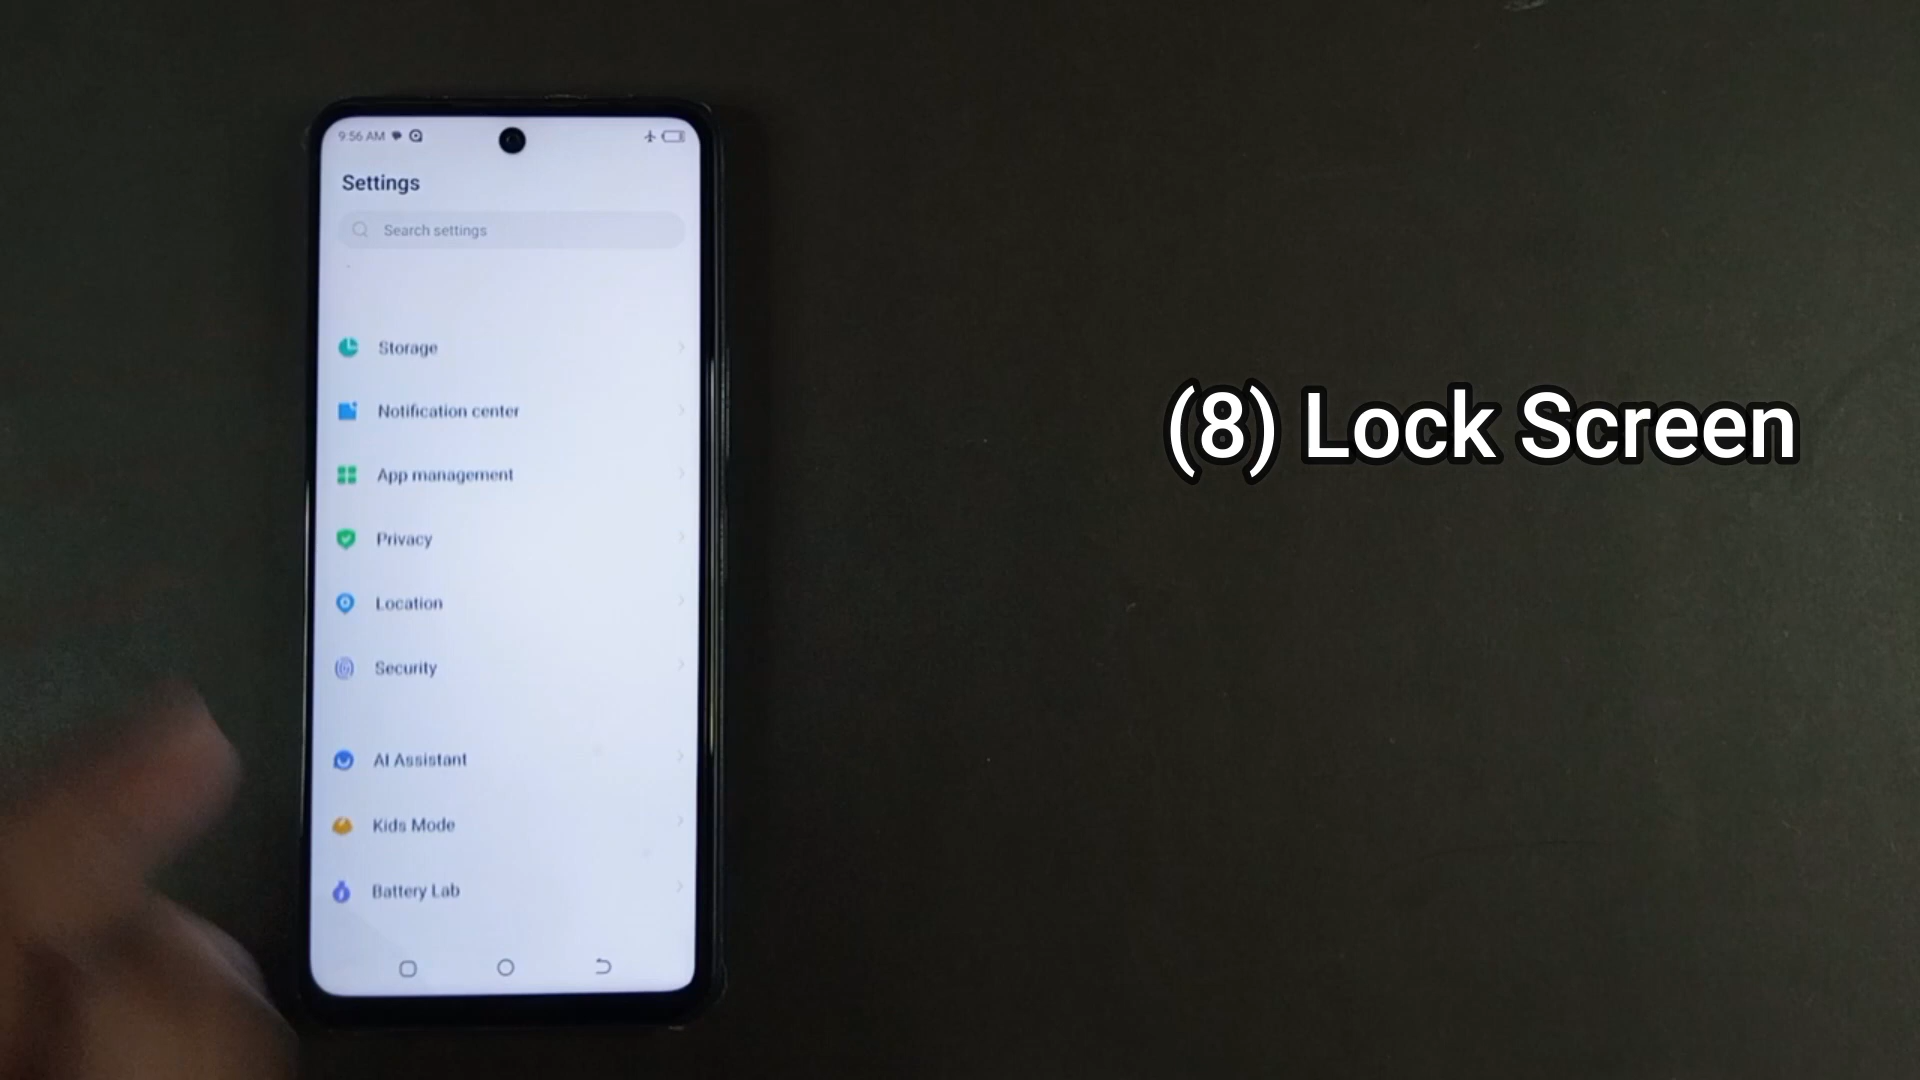 9:56 AM
Settings
Search settings
Storage
Notification center
App management
Privacy
Location
Security
AI Assistant
Kids Mode
Battery Lab
(8) Lock Screen